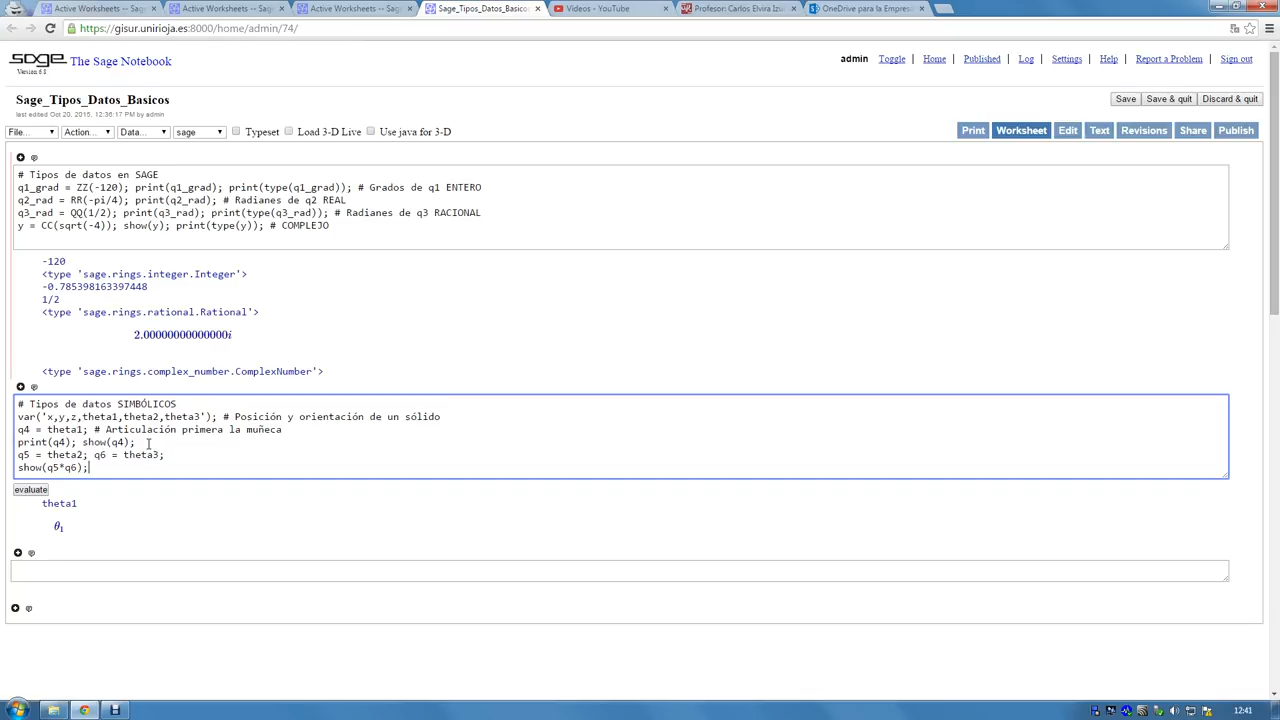 Active Worksheets -- Sage
Active Worksheets -- Sage
Active Worksheets -- Sage
Sage_Tipos_Datos_Basicos
Vídeos - YouTube
Profesor: Carlos Elvira Izu
OneDrive para la Empresa
https://gisur.unirioja.es:8000/home/admin/74/
sage The Sage Notebook
Version 6.8
admin Toggle | Home | Published | Log | Settings | Help | Report a Problem | Sign out
Sage_Tipos_Datos_Basicos
last edited Oct 20, 2015, 12:36:17 PM by admin
Save Save & quit Discard & quit
File... Action... Data... sage Typeset Load 3-D Live Use java for 3-D
Print Worksheet Edit Text Revisions Share Publish
# Tipos de datos en SAGE
q1_grad = ZZ(-120); print(q1_grad); print(type(q1_grad)); # Grados de q1 ENTERO
q2_rad = RR(-pi/4); print(q2_rad); # Radianes de q2 REAL
q3_rad = QQ(1/2); print(q3_rad); print(type(q3_rad)); # Radianes de q3 RACIONAL
y = CC(sqrt(-4)); show(y); print(type(y)); # COMPLEJO
-120
<type 'sage.rings.integer.Integer'>
-0.785398163397448
1/2
<type 'sage.rings.rational.Rational'>
2.00000000000000i
<type 'sage.rings.complex_number.ComplexNumber'>
# Tipos de datos SIMBÓLICOS
var('x,y,z,theta1,theta2,theta3'); # Posición y orientación de un sólido
q4 = theta1; # Articulación primera la muñeca
print(q4); show(q4);
q5 = theta2; q6 = theta3;
show(q5*q6);
evaluate
theta1
θ1
12:41